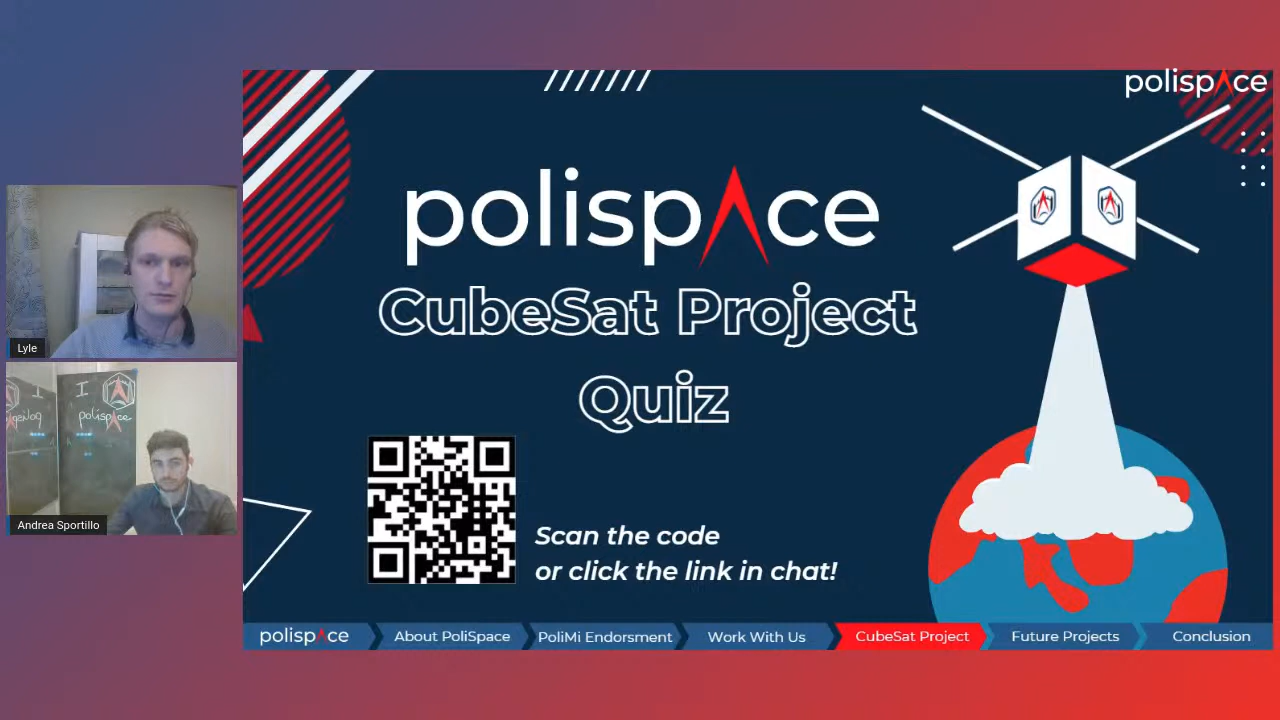 polispace
polispace
CubeSat Project
Quiz
Scan the code
or click the link in chat!
Lyle
polispace
Andrea Sportillo
polispace
About PoliSpace
PoliMi Endorsment
Work With Us
CubeSat Project
Future Projects
Conclusion